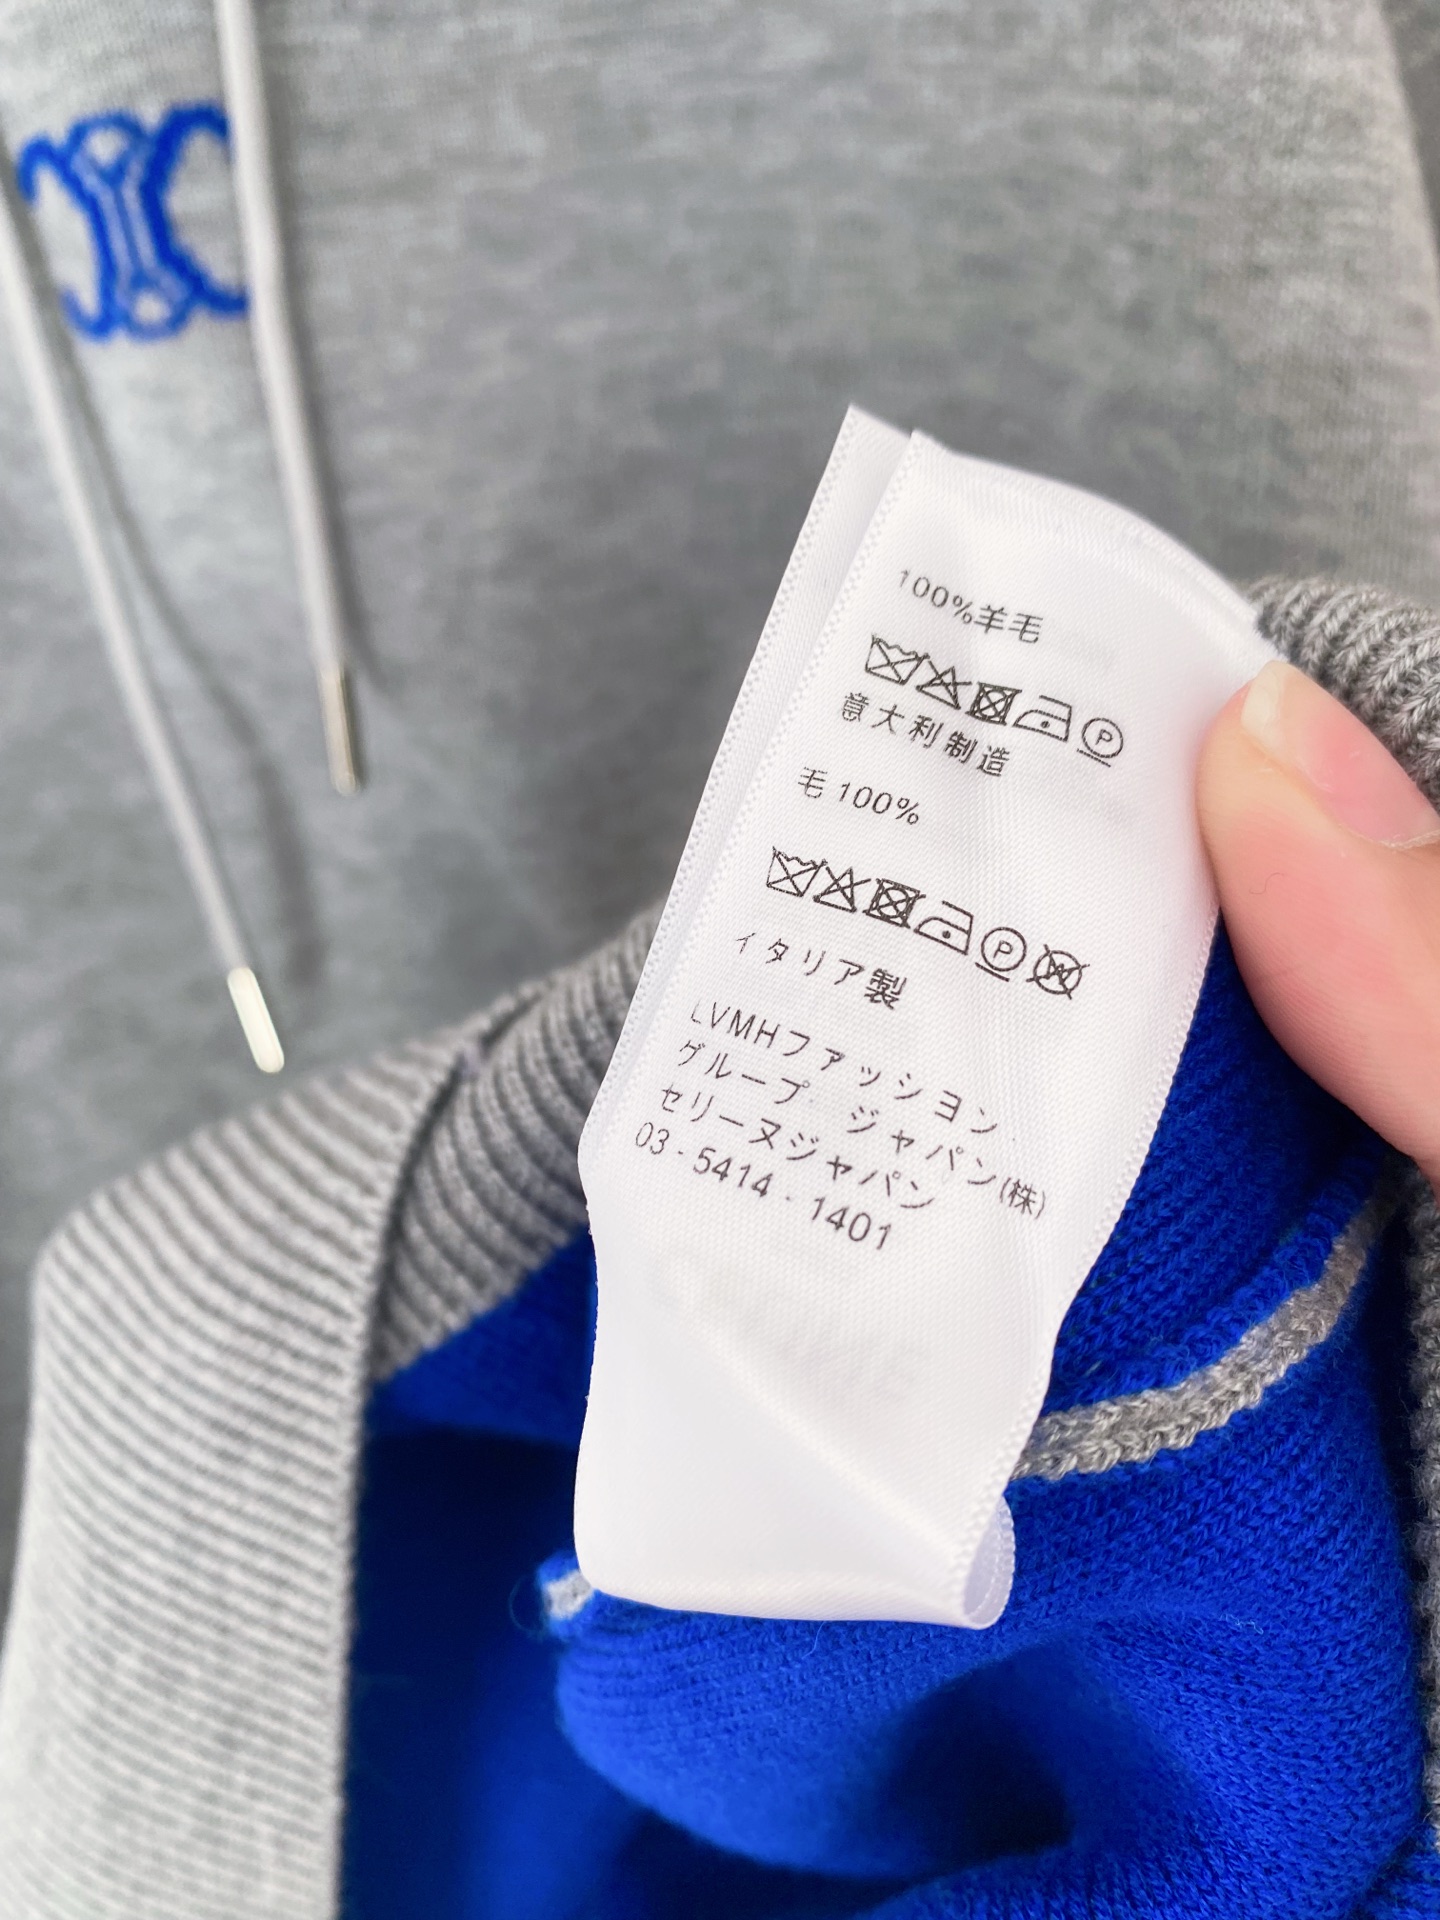 100%羊毛
P
意大利制造
毛 100%
P W
イタリア製
LVMHファッション
グループ ジャパン(株)
セリーヌジャパン
03-5414-1401